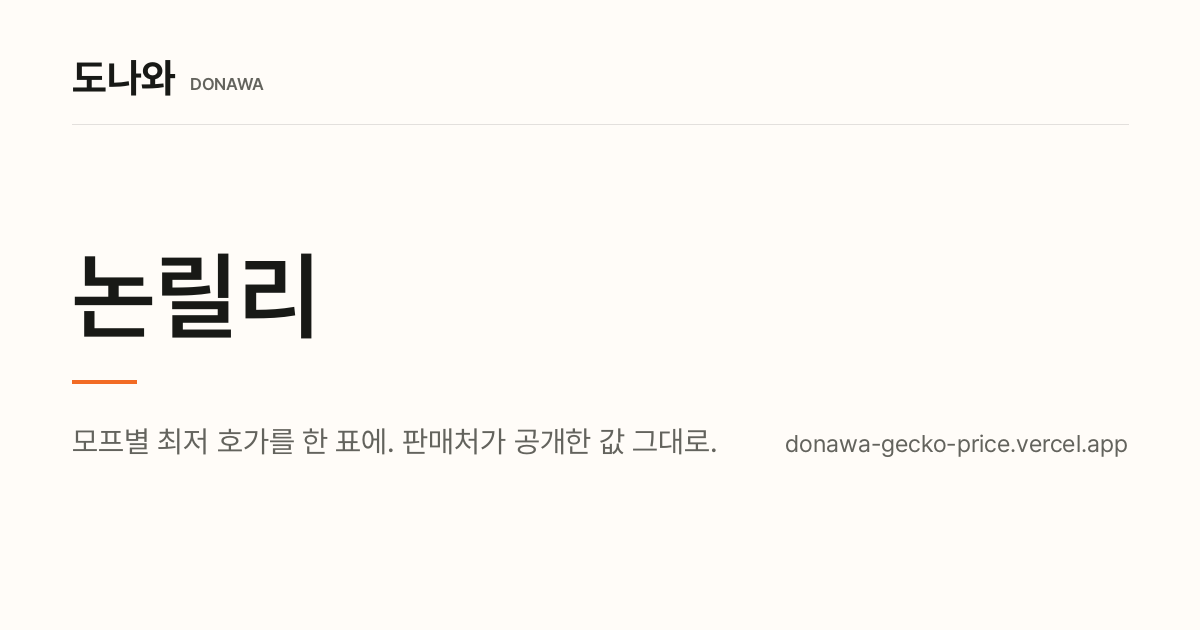 도나와 DONAWA
논릴리
모프별 최저 호가를 한 표에. 판매처가 공개한 값 그대로. donawa-gecko-price.vercel.app